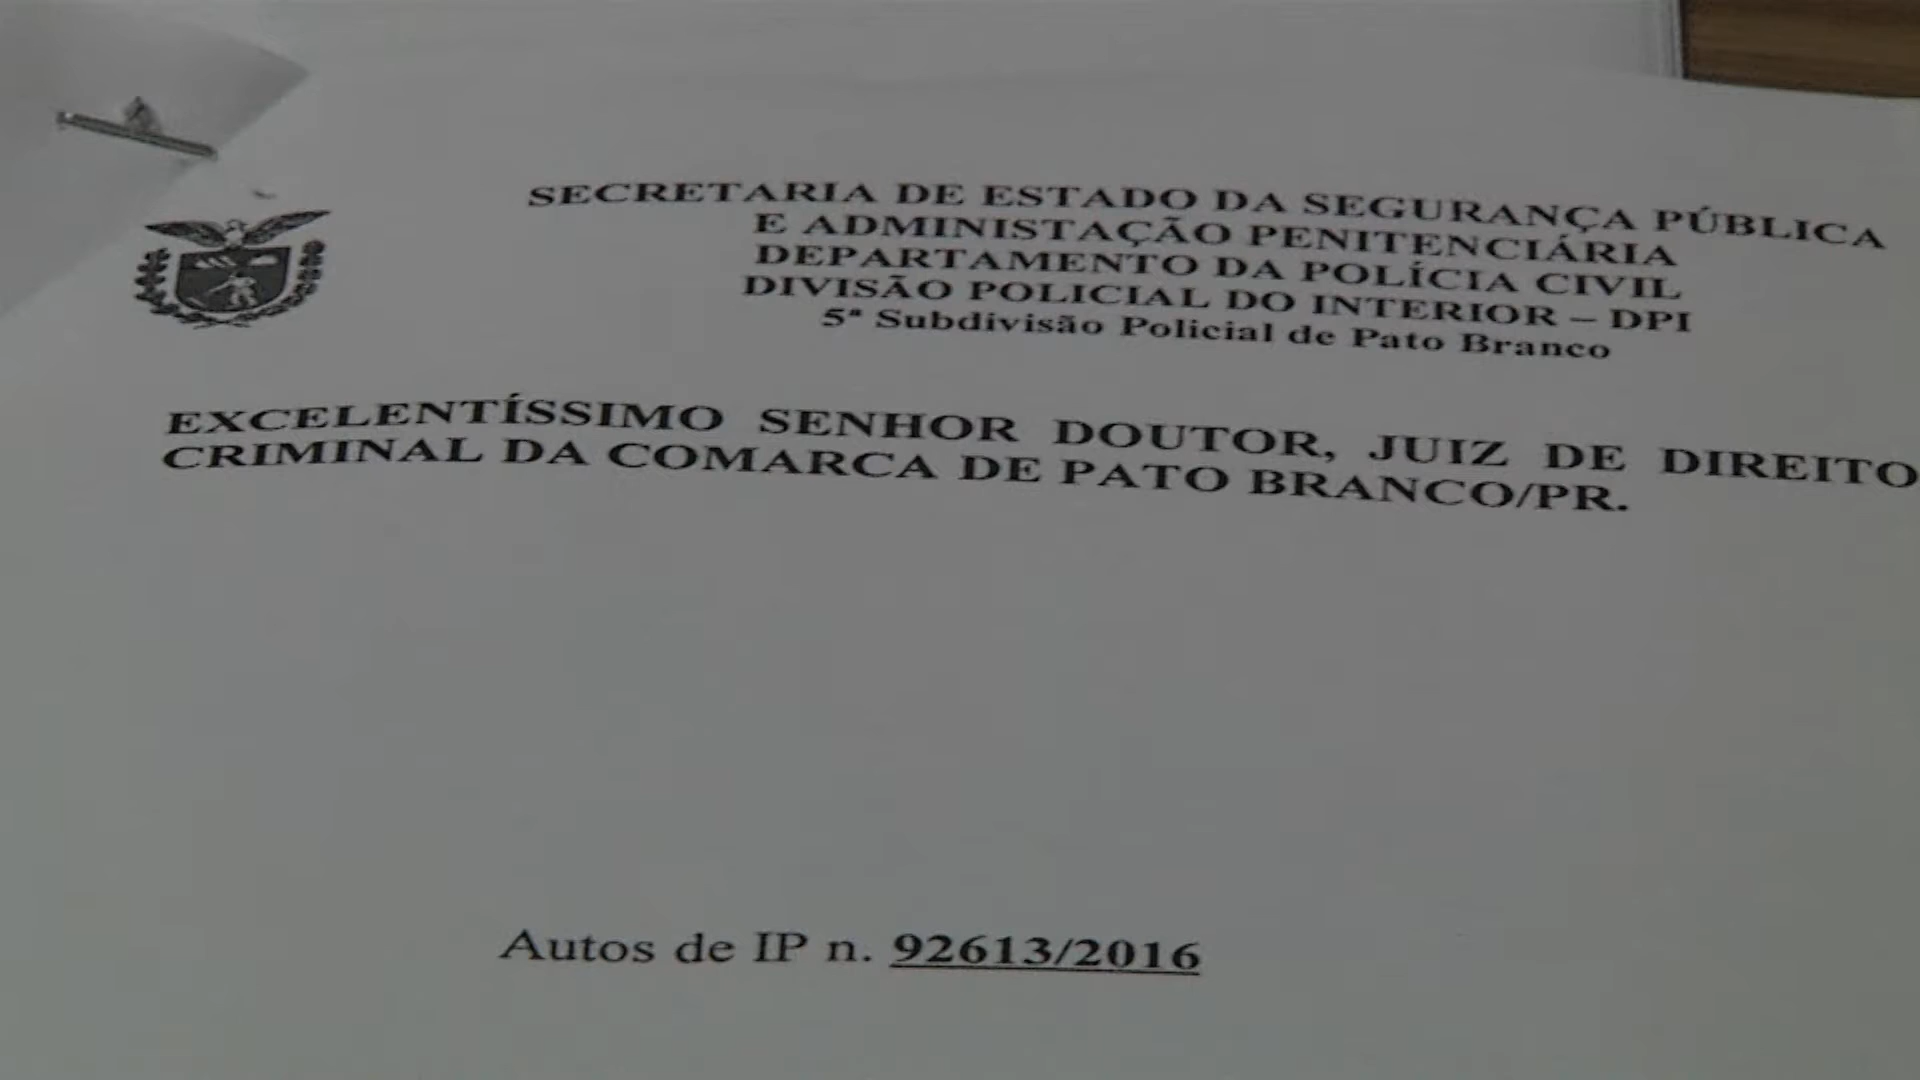 SECRETARIA DE ESTADO DA SEGURANÇA PÚBLICA
E ADMINISTAÇÃO PENITENCIÁRIA
DEPARTAMENTO DA POLÍCIA CIVIL
DIVISÃO POLICIAL DO INTERIOR – DPI
5ª Subdivisão Policial de Pato Branco
EXCELENTÍSSIMO SENHOR DOUTOR, JUIZ DE DIREITO
CRIMINAL DA COMARCA DE PATO BRANCO/PR.
Autos de IP n. 92613/2016